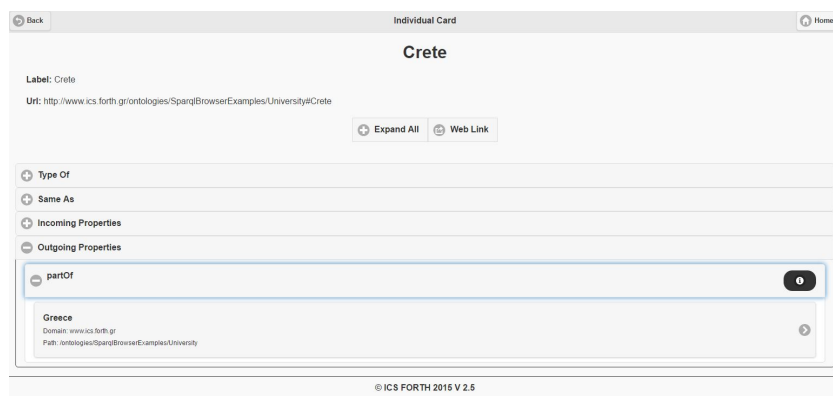 Back
Individual Card
Home
Crete
Label: Crete
Url: http://www.ics.forth.gr/ontologies/SparqlBrowserExamples/University#Crete
Expand All
Web Link
Type Of
Same As
Incoming Properties
Outgoing Properties
partOf
Greece
Domain: www.ics.forth.gr
Path: /ontologies/SparqlBrowserExamples/University
© ICS FORTH 2015 V 2.5